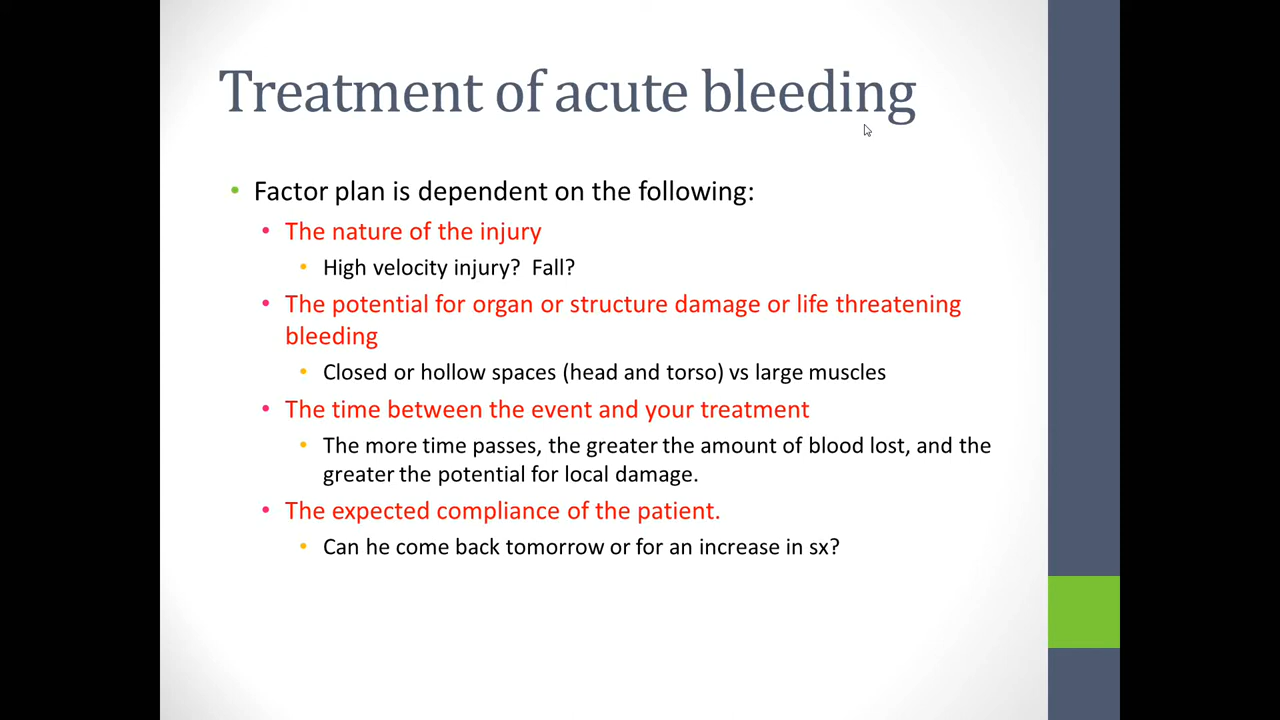 Treatment of acute bleeding
• Factor plan is dependent on the following:
• The nature of the injury
• High velocity injury? Fall?
• The potential for organ or structure damage or life threatening
bleeding
• Closed or hollow spaces (head and torso) vs large muscles
• The time between the event and your treatment
• The more time passes, the greater the amount of blood lost, and the
greater the potential for local damage.
• The expected compliance of the patient.
• Can he come back tomorrow or for an increase in sx?